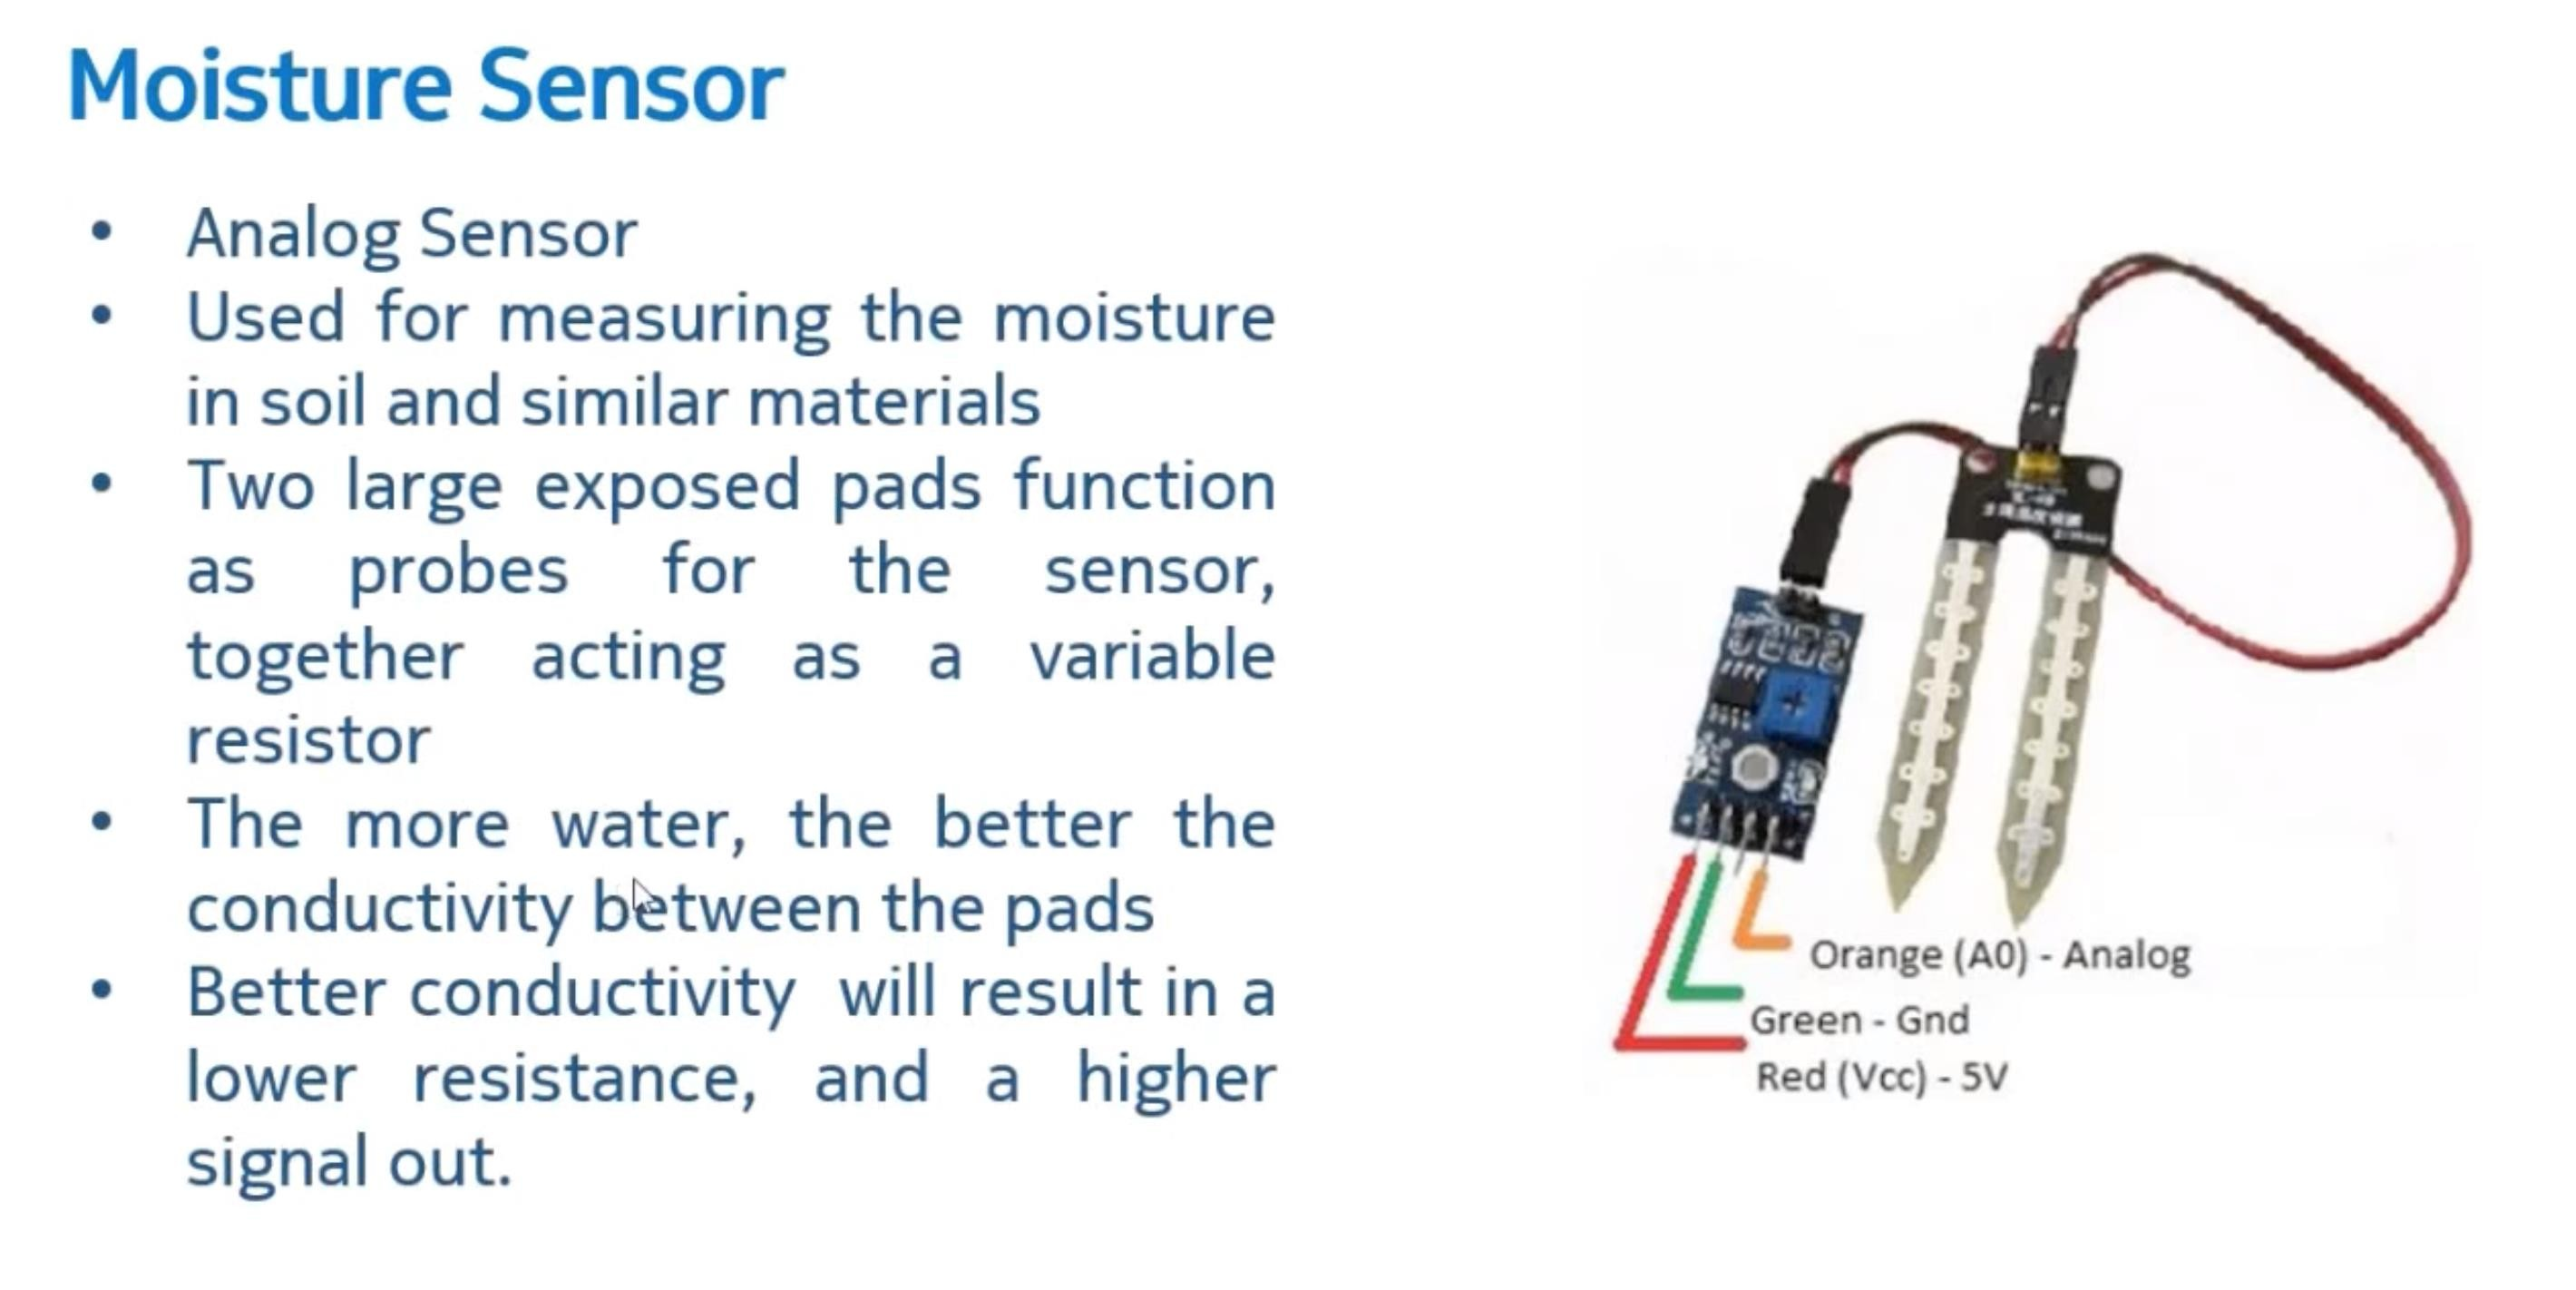 Moisture Sensor
• Analog Sensor
• Used for measuring the moisture
in soil and similar materials
• Two large exposed pads function
as probes for the sensor,
together acting as a variable
resistor
• The more water, the better the
conductivity between the pads
• Better conductivity will result in a
lower resistance, and a higher
signal out.
Orange (A0) - Analog
Green - Gnd
Red (Vcc) - 5V